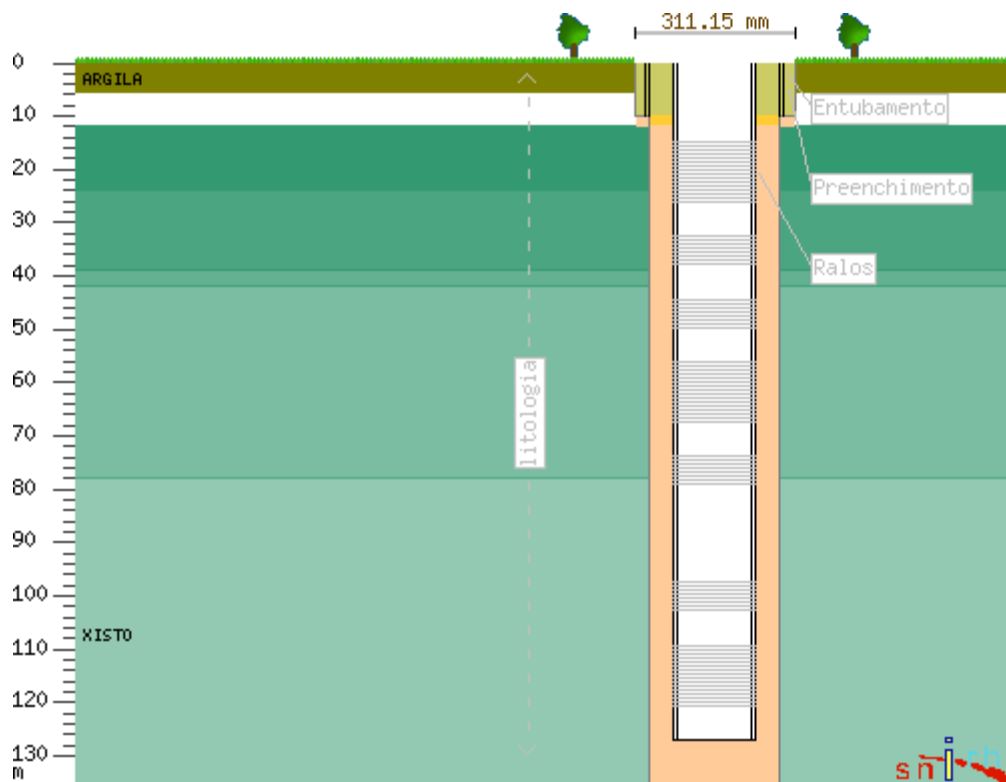 311.15 mm
0
ARGILA
Entubamento
10
Preenchimento
20
30
Ralos
40
50
60
litologia
70
80
90
100
XISTO
110
120
130
m
snirh